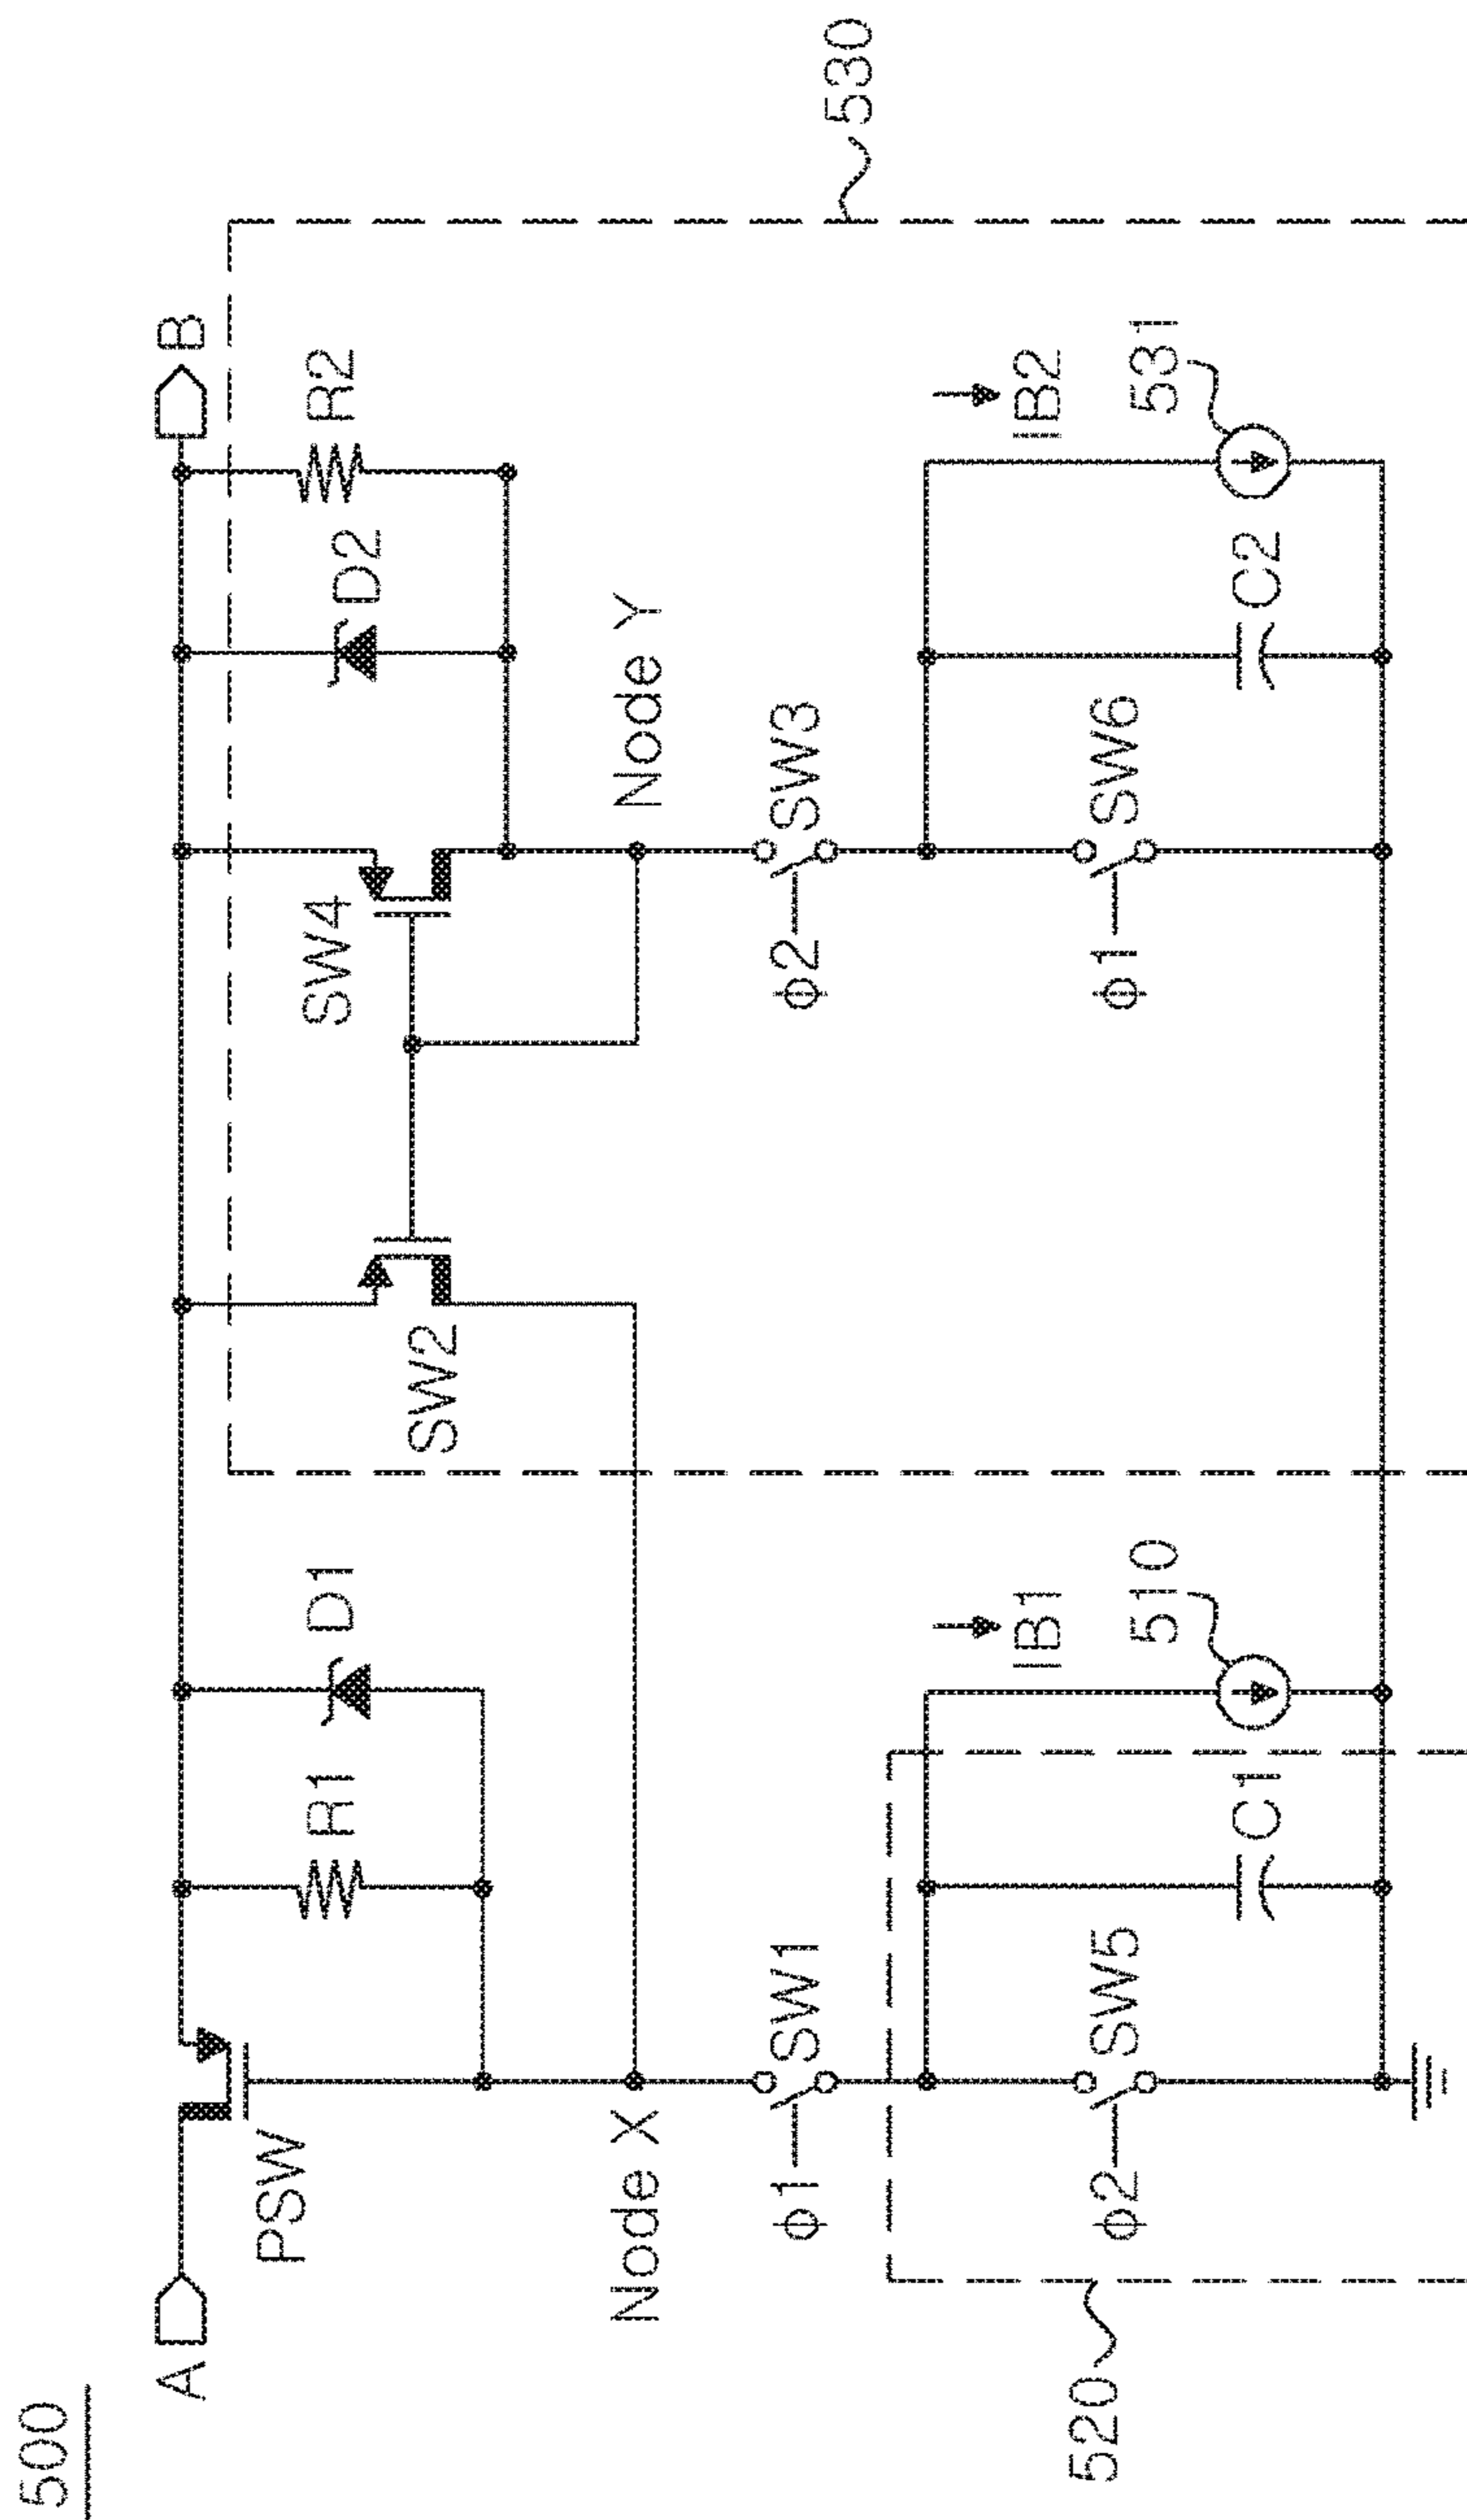 500
A
B
PSW
R1
D1
SW2
SW4
D2
R2
530
Node X
Node Y
ϕ1
SW1
ϕ2
SW3
520
ϕ2
SW5
C1
IB1
510
ϕ1
SW6
C2
IB2
531